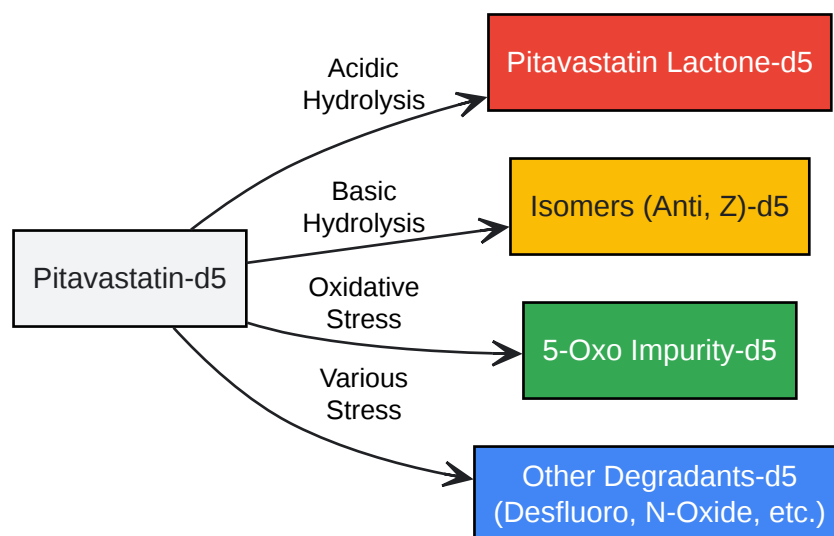 Pitavastatin-d5
Acidic
Hydrolysis
Pitavastatin Lactone-d5
Basic
Hydrolysis
Isomers (Anti, Z)-d5
Oxidative
Stress
5-Oxo Impurity-d5
Various
Stress
Other Degradants-d5
(Desfluoro, N-Oxide, etc.)